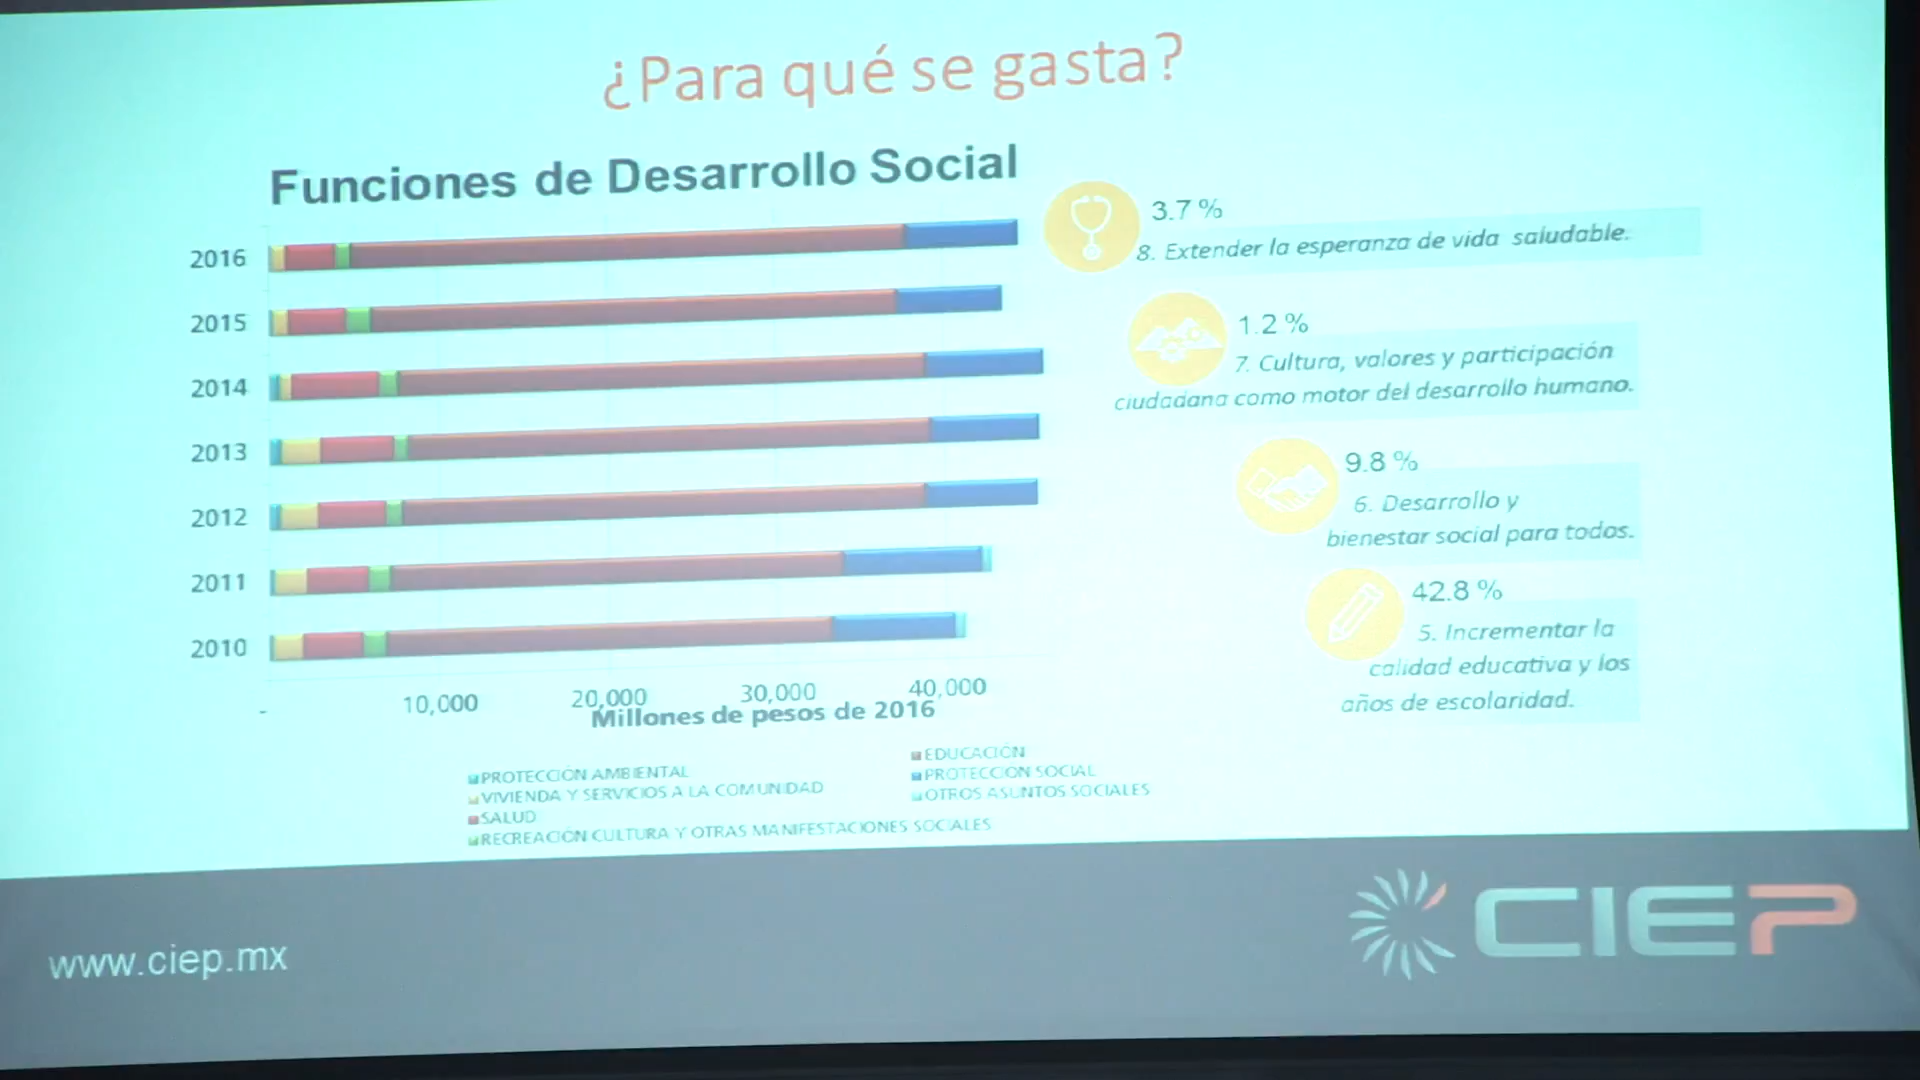 ¿Para qué se gasta?
Funciones de Desarrollo Social
2016
2015
2014
2013
2012
2011
2010
-
10,000
20,000
30,000
40,000
Millones de pesos de 2016
PROTECCIÓN AMBIENTAL
VIVIENDA Y SERVICIOS A LA COMUNIDAD
SALUD
RECREACIÓN CULTURA Y OTRAS MANIFESTACIONES SOCIALES
EDUCACIÓN
PROTECCION SOCIAL
OTROS ASUNTOS SOCIALES
3.7 %
8. Extender la esperanza de vida saludable.
1.2 %
7. Cultura, valores y participación
ciudadana como motor del desarrollo humano.
9.8 %
6. Desarrollo y
bienestar social para todos.
42.8 %
5. Incrementar la
calidad educativa y los
años de escolaridad.
www.ciep.mx
CIEP